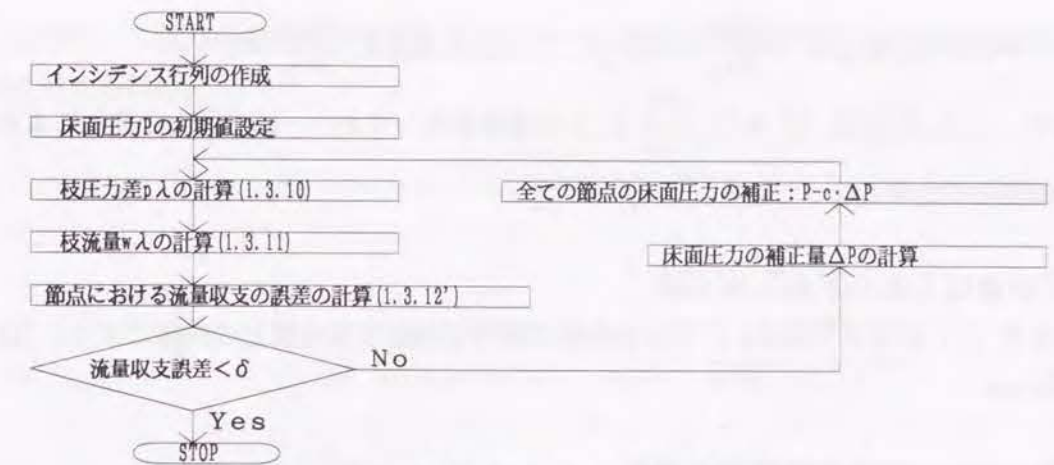 START
インシデンス行列の作成
床面圧力Pの初期値設定
枝圧力差pλの計算(1.3.10)
枝流量wλの計算(1.3.11)
節点における流量収支の誤差の計算(1.3.12')
流量収支誤差<δ
No
Yes
STOP
床面圧力の補正量ΔPの計算
全ての節点の床面圧力の補正:P-c・ΔP